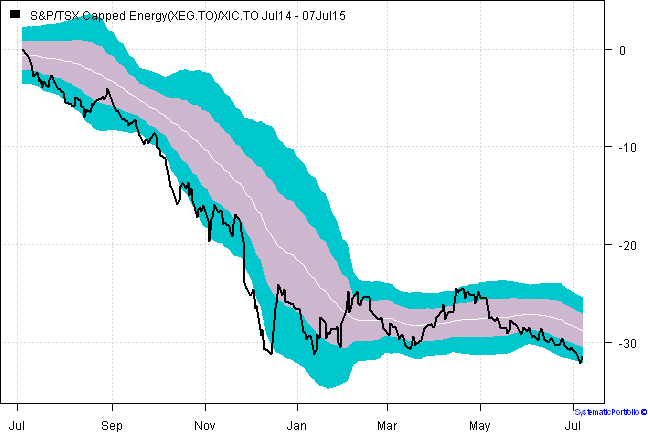 S&P/TSX Capped Energy(XEG.TO)/XIC.TO Jul14 - 07Jul15
0
-10
-20
-30
SystematicPortfolio ©
Jul Sep Nov Jan Mar May Jul